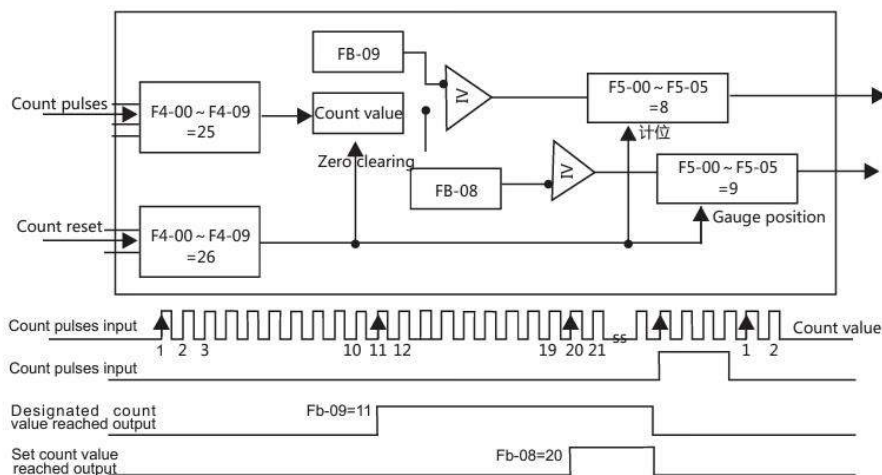 FB-09
Count pulses
F4-00~F4-09
=25
Count value
F5-00~F5-05
=8
≥
计位
Zero clearing
FB-08
≥
F5-00~F5-05
=9
Count reset
F4-00~F4-09
=26
Gauge position
Count pulses input
1 2 3 10 11 12 19 20 21 ss 1 2
Count value
Count pulses input
Designated count
value reached output
Fb-09=11
Set count value
reached output
Fb-08=20